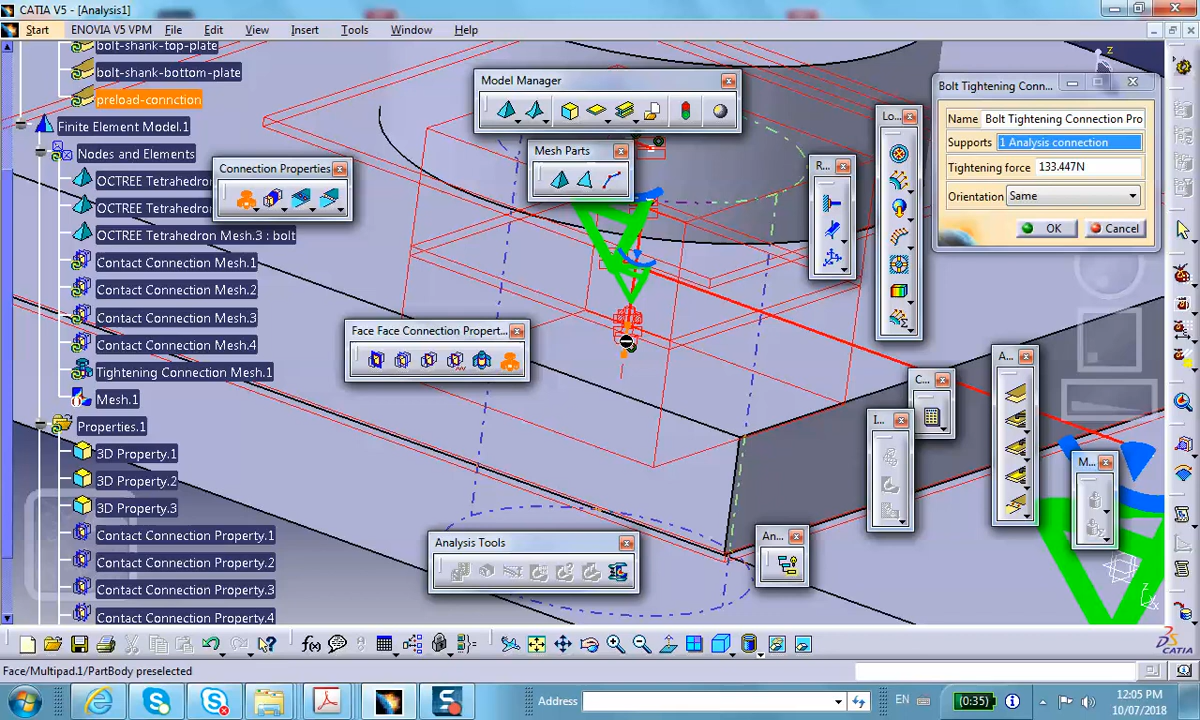 CATIA V5 - [Analysis1]
Start
ENOVIA V5 VPM
File
Edit
View
Insert
Tools
Window
Help
bolt-shank-top-plate
bolt-shank-bottom-plate
preload-connction
Finite Element Model.1
Nodes and Elements
OCTREE Tetrahedron
OCTREE Tetrahedron
OCTREE Tetrahedron Mesh.3 : bolt
Contact Connection Mesh.1
Contact Connection Mesh.2
Contact Connection Mesh.3
Contact Connection Mesh.4
Tightening Connection Mesh.1
Mesh.1
Properties.1
3D Property.1
3D Property.2
3D Property.3
Contact Connection Property.1
Contact Connection Property.2
Contact Connection Property.3
Contact Connection Property.4
Model Manager
Mesh Parts
Connection Properties
Face Face Connection Propert...
Analysis Tools
An...
R...
Lo...
C...
I...
A...
M...
Bolt Tightening Conn...
Name
Bolt Tightening Connection Pro
Supports
1 Analysis connection
Tightening force
133.447N
Orientation
Same
OK
Cancel
z
z
x
f(x)
CATIA
Face/Multipad.1/PartBody preselected
Address
EN
(0:35)
12:05 PM
10/07/2018